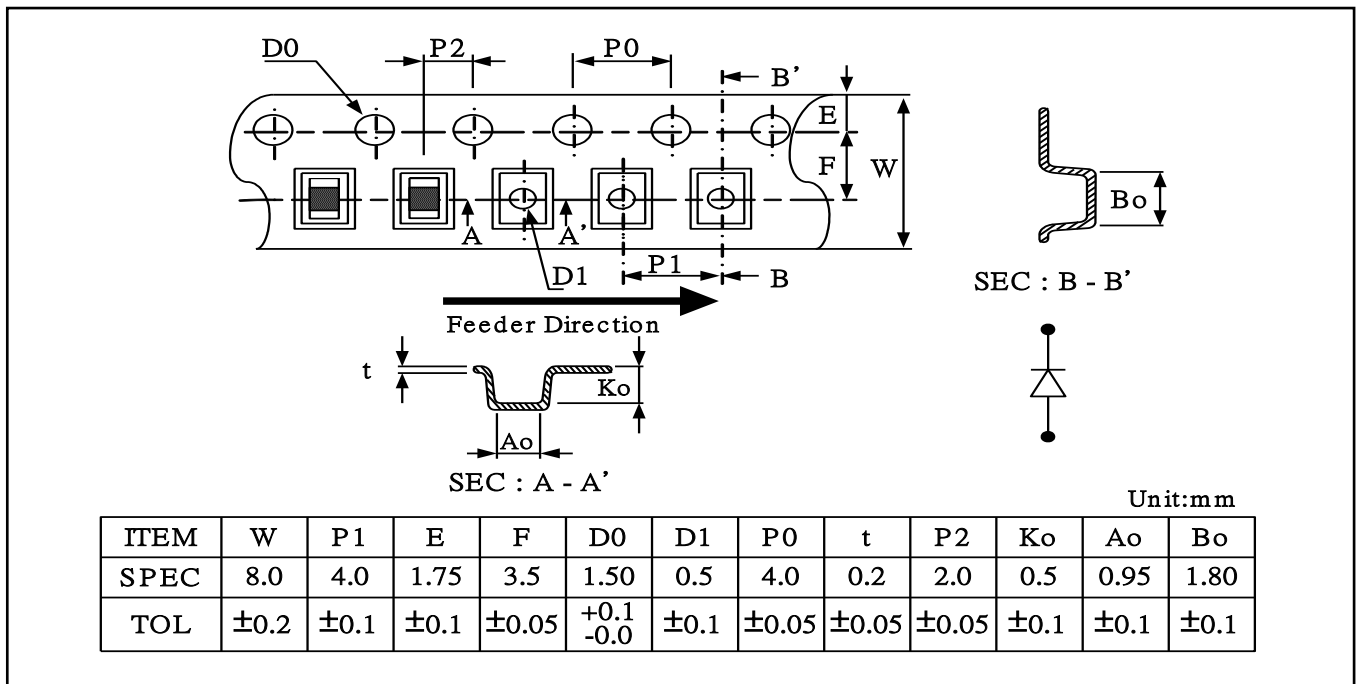 D0
P2
P0
B’
E
F
W
A
A’
D1
P1
B
Bo
SEC : B - B’
Feeder Direction
t
Ko
Ao
SEC : A - A’
Unit:mm
ITEM W P1 E F D0 D1 P0 t P2 Ko Ao Bo
SPEC 8.0 4.0 1.75 3.5 1.50 0.5 4.0 0.2 2.0 0.5 0.95 1.80
TOL ±0.2 ±0.1 ±0.1 ±0.05 +0.1 -0.0 ±0.1 ±0.05 ±0.05 ±0.05 ±0.1 ±0.1 ±0.1